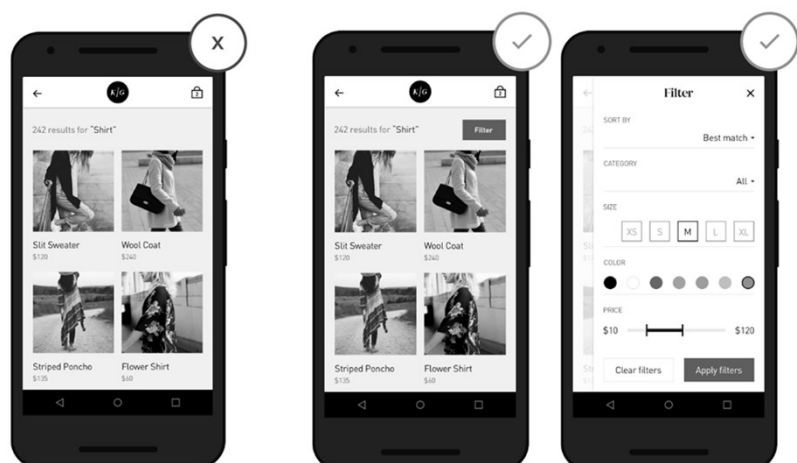 X
K/G
2
242 results for "Shirt"
Slit Sweater
$120
Wool Coat
$240
Striped Poncho
$135
Flower Shirt
$60
K/G
2
242 results for "Shirt"
Filter
Slit Sweater
$120
Wool Coat
$240
Striped Poncho
$135
Flower Shirt
$60
Filter
SORT BY
Best match
CATEGORY
All
SIZE
XS S M L XL
COLOR
PRICE
$10 $120
Clear filters Apply filters